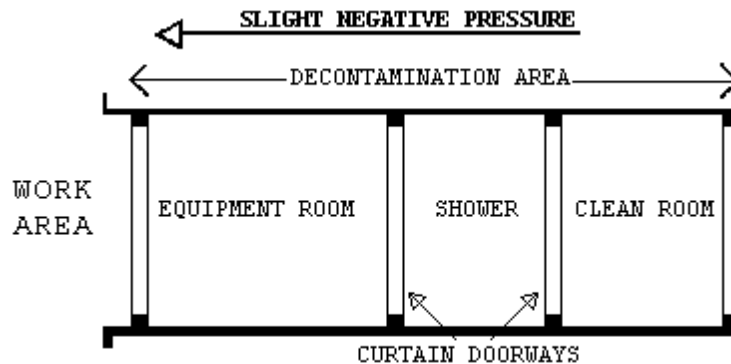 SLIGHT NEGATIVE PRESSURE
DECONTAMINATION AREA
WORK
AREA
EQUIPMENT ROOM
SHOWER
CLEAN ROOM
CURTAIN DOORWAYS